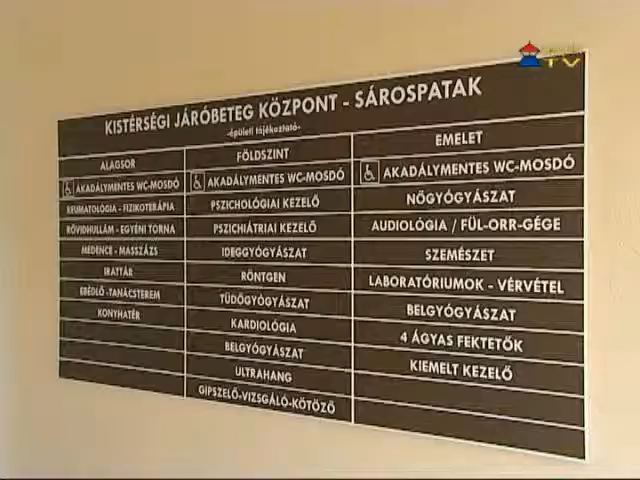 TV
KISTÉRSÉGI JÁRÓBETEG KÖZPONT - SÁROSPATAK
-épületi tájékoztató-
ALAGSOR
AKADÁLYMENTES WC-MOSDÓ
REUMATOLÓGIA - FIZIKOTERÁPIA
RÖVIDHULLÁM - EGYÉNI TORNA
MEDENCE - MASSZÁZS
IRATTÁR
EBÉDLŐ -TANÁCSTEREM
KONYHATÉR
FÖLDSZINT
AKADÁLYMENTES WC-MOSDÓ
PSZICHOLÓGIAI KEZELŐ
PSZICHIÁTRIAI KEZELŐ
IDEGGYÓGYÁSZAT
RÖNTGEN
TÜDŐGYÓGYÁSZAT
KARDIOLÓGIA
BELGYÓGYÁSZAT
ULTRAHANG
GIPSZELŐ-VIZSGÁLÓ-KÖTÖZŐ
EMELET
AKADÁLYMENTES WC-MOSDÓ
NŐGYÓGYÁSZAT
AUDIOLÓGIA / FÜL-ORR-GÉGE
SZEMÉSZET
LABORATÓRIUMOK - VÉRVÉTEL
BELGYÓGYÁSZAT
4 ÁGYAS FEKTETŐK
KIEMELT KEZELŐ